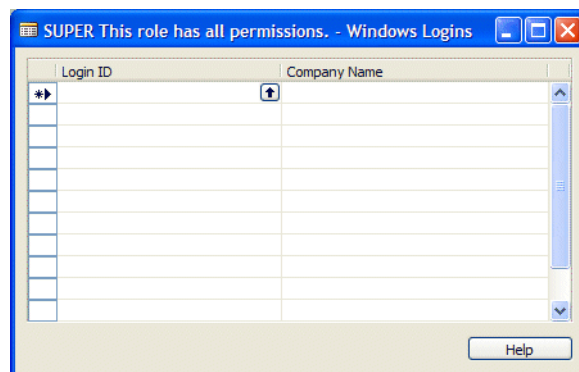 SUPER This role has all permissions. - Windows Logins
Login ID Company Name
Help